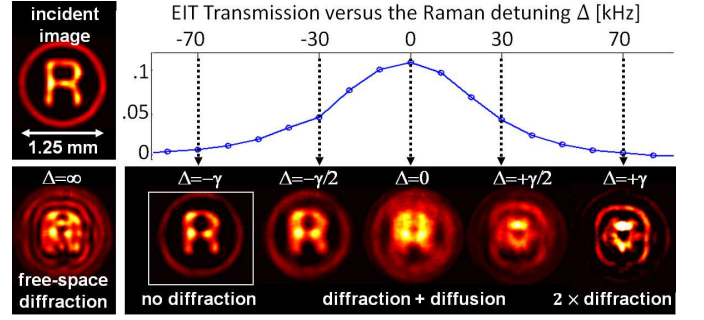 incident
image
R
1.25 mm
EIT Transmission versus the Raman detuning Δ [kHz]
-70 -30 0 30 70
.1
.05
0
Δ=∞
R
free-space
diffraction
Δ=−γ Δ=−γ/2 Δ=0 Δ=+γ/2 Δ=+γ
R R R
no diffraction diffraction + diffusion 2 × diffraction